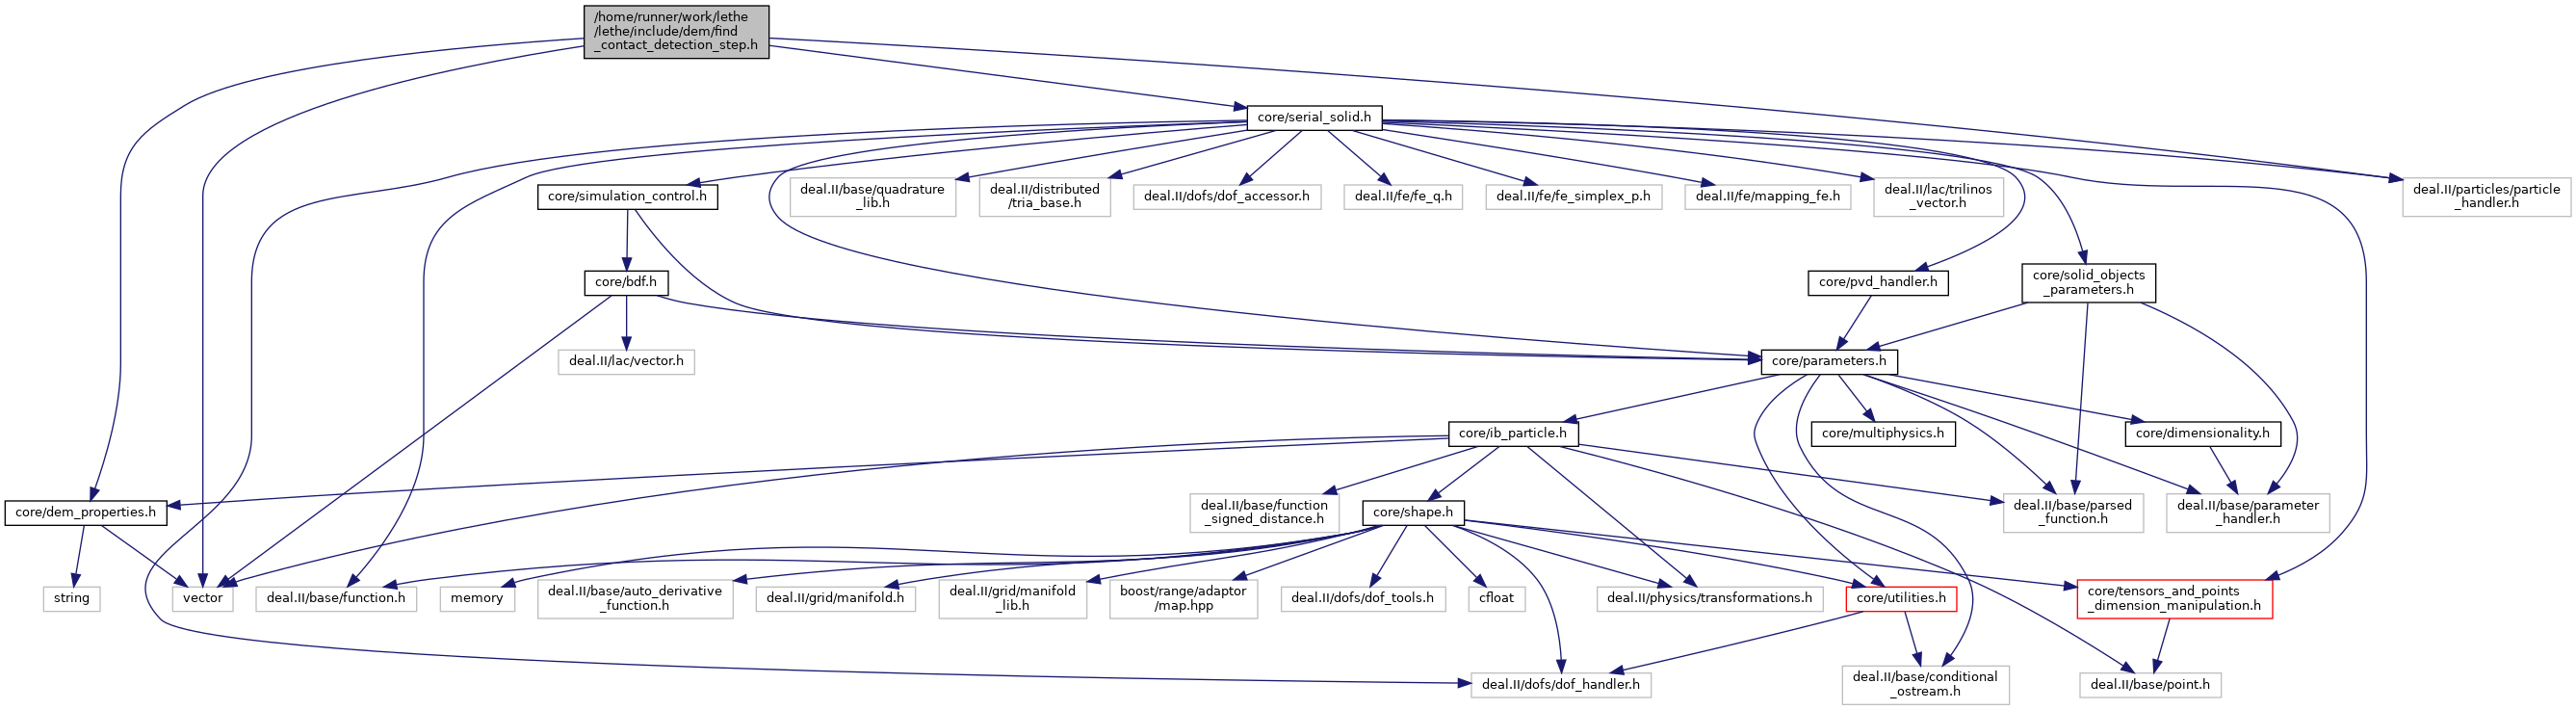 /home/runner/work/lethe
/lethe/include/dem/find
_contact_detection_step.h
core/serial_solid.h
core/simulation_control.h
deal.II/base/quadrature
_lib.h
deal.II/distributed
/tria_base.h
deal.II/dofs/dof_accessor.h
deal.II/fe/fe_q.h
deal.II/fe/fe_simplex_p.h
deal.II/fe/mapping_fe.h
deal.II/lac/trilinos
_vector.h
deal.II/particles/particle
_handler.h
core/bdf.h
core/pvd_handler.h
core/solid_objects
_parameters.h
deal.II/lac/vector.h
core/parameters.h
core/ib_particle.h
core/multiphysics.h
core/dimensionality.h
core/dem_properties.h
deal.II/base/function
_signed_distance.h
core/shape.h
deal.II/base/parsed
_function.h
deal.II/base/parameter
_handler.h
string
vector
deal.II/base/function.h
memory
deal.II/base/auto_derivative
_function.h
deal.II/grid/manifold.h
deal.II/grid/manifold
_lib.h
boost/range/adaptor
/map.hpp
deal.II/dofs/dof_tools.h
cfloat
deal.II/physics/transformations.h
core/utilities.h
core/tensors_and_points
_dimension_manipulation.h
deal.II/dofs/dof_handler.h
deal.II/base/conditional
_ostream.h
deal.II/base/point.h